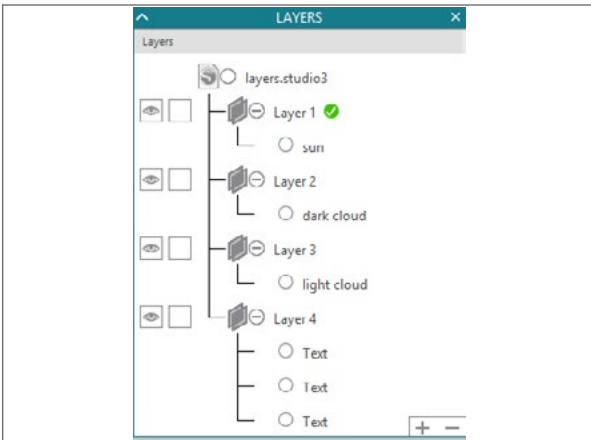 LAYERS
Layers
layers.studio3
Layer 1
sun
Layer 2
dark cloud
Layer 3
light cloud
Layer 4
Text
Text
Text